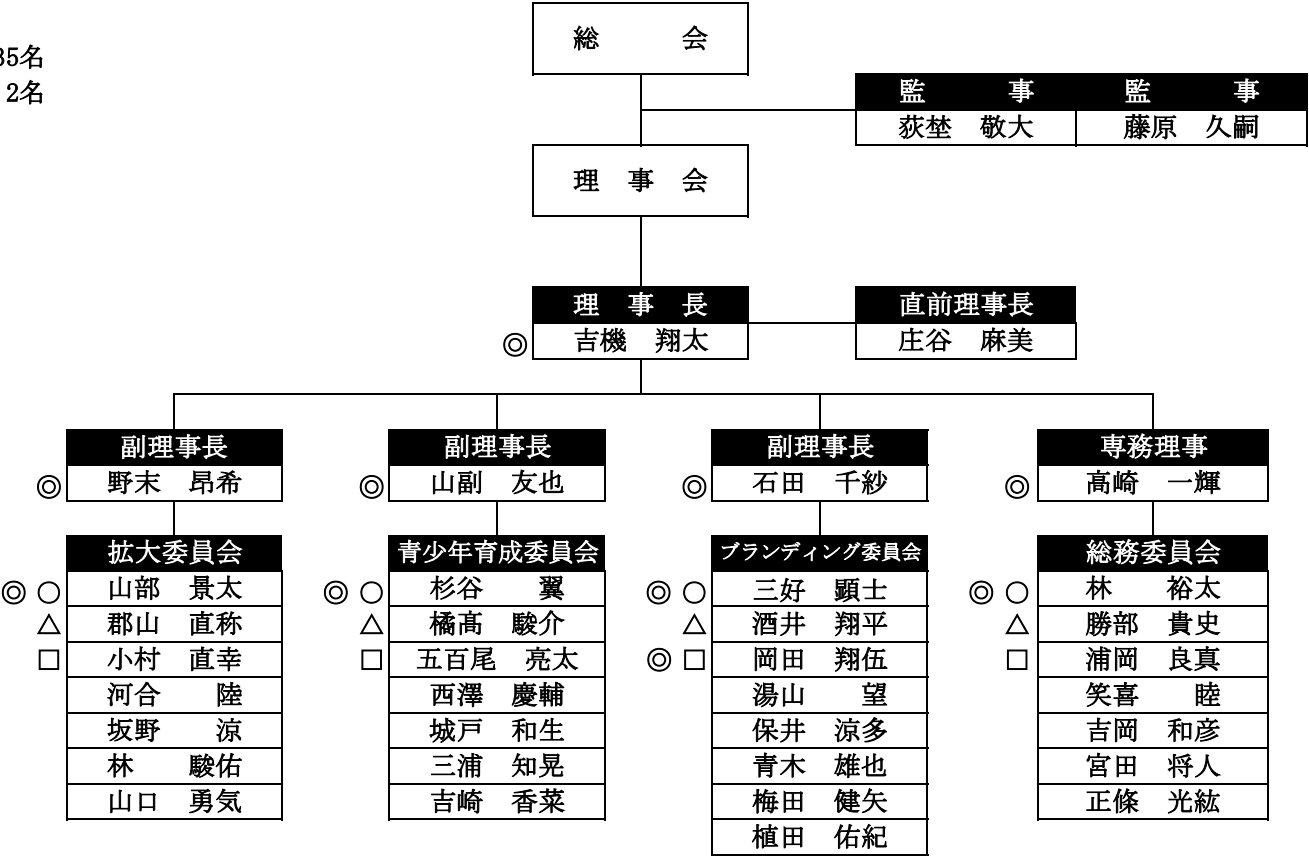 総　会
35名
2名
監　事　監　事
荻埜　敬大　藤原　久嗣
理　事　会
理　事　長　直前理事長
◎　吉機　翔太　庄谷　麻美
副理事長　副理事長　副理事長　専務理事
◎　野末　昂希　◎　山副　友也　◎　石田　千紗　◎　高崎　一輝
拡大委員会　青少年育成委員会　ブランディング委員会　総務委員会
◎ ○　山部　景太　◎ ○　杉谷　翼　◎ ○　三好　顕士　◎ ○　林　裕太
△　郡山　直称　△　橘髙　駿介　△　酒井　翔平　△　勝部　貴史
□　小村　直幸　□　五百尾　亮太　◎ □　岡田　翔伍　□　浦岡　良真
河合　陸　西澤　慶輔　湯山　望　笑喜　睦
坂野　涼　城戸　和生　保井　涼多　吉岡　和彦
林　駿佑　三浦　知晃　青木　雄也　宮田　将人
山口　勇気　吉崎　香菜　梅田　健矢　正條　光紘
植田　佑紀